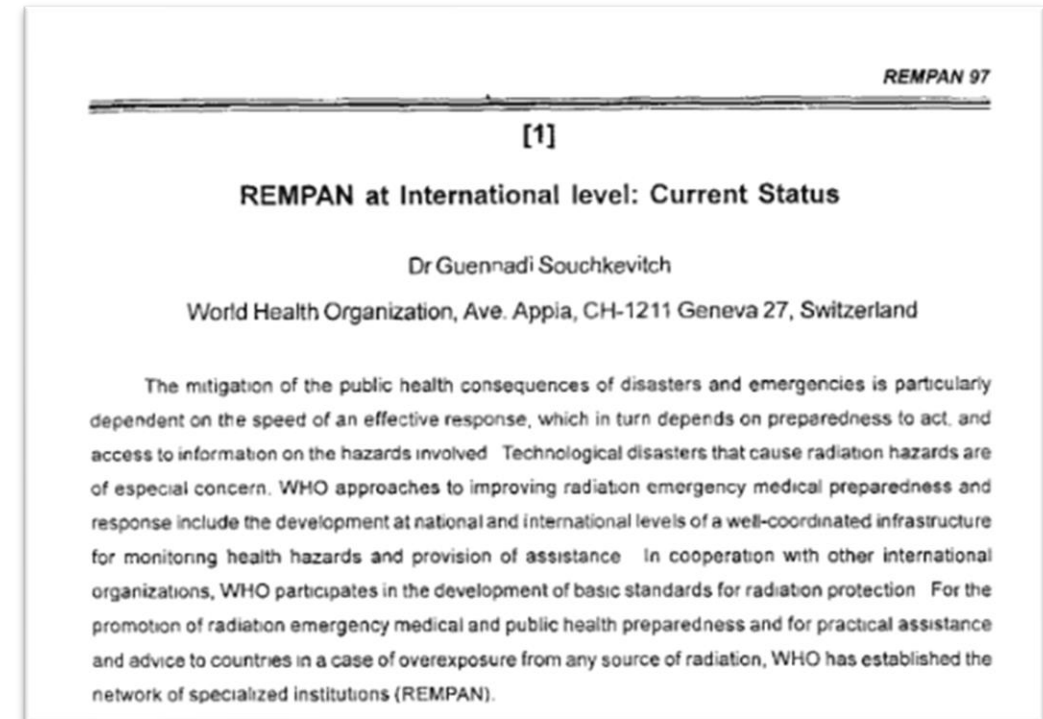 REMPAN 97
[1]
REMPAN at International level: Current Status
Dr Guennadi Souchkevitch
World Health Organization, Ave. Appia, CH-1211 Geneva 27, Switzerland
The mitigation of the public health consequences of disasters and emergencies is particularly
dependent on the speed of an effective response, which in turn depends on preparedness to act, and
access to information on the hazards involved Technological disasters that cause radiation hazards are
of especial concern. WHO approaches to improving radiation emergency medical preparedness and
response include the development at national and international levels of a well-coordinated infrastructure
for monitoring health hazards and provision of assistance In cooperation with other international
organizations, WHO participates in the development of basic standards for radiation protection For the
promotion of radiation emergency medical and public health preparedness and for practical assistance
and advice to countries in a case of overexposure from any source of radiation, WHO has established the
network of specialized institutions (REMPAN).